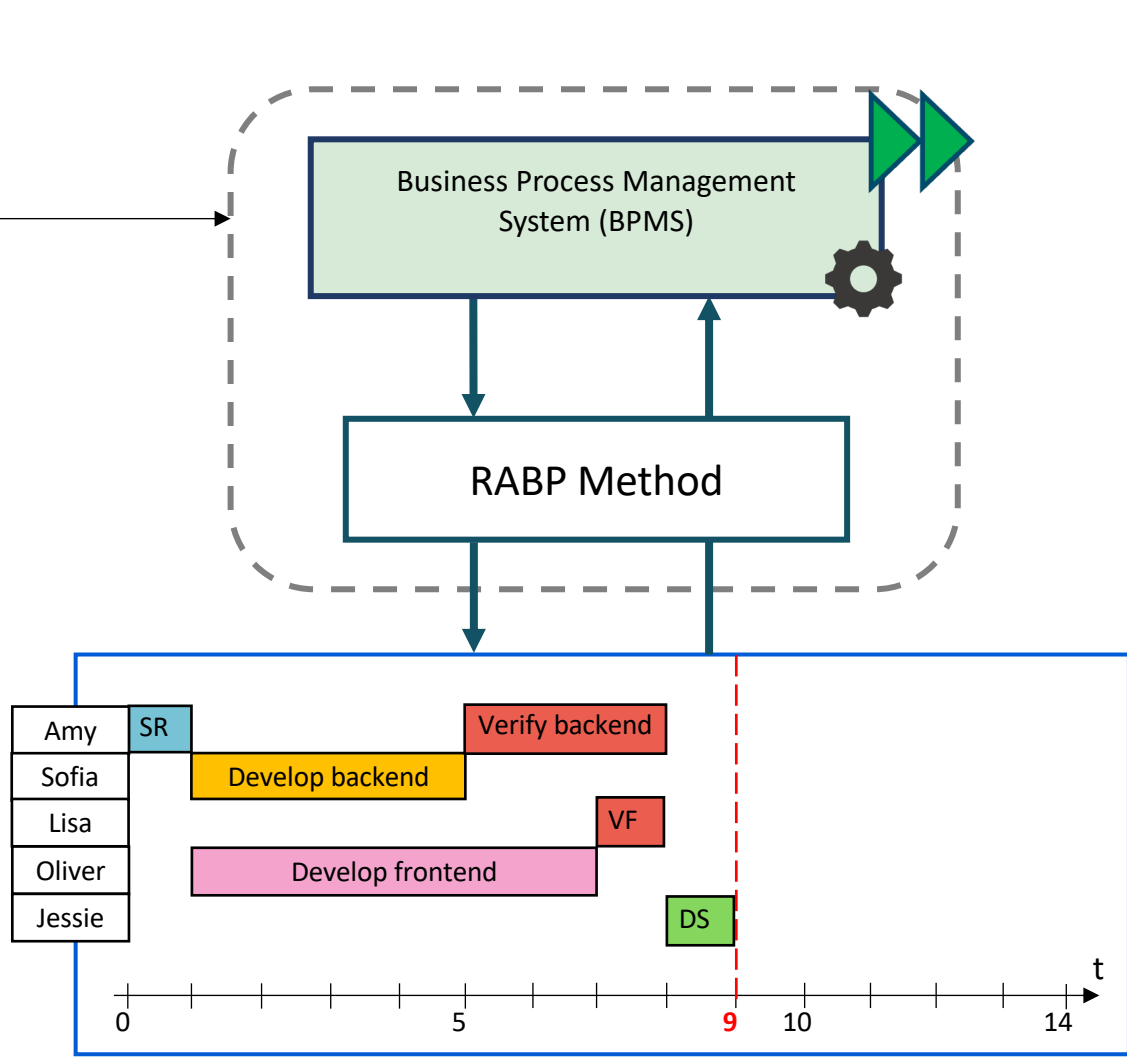 Business Process Management
System (BPMS)
RABP Method
Amy
SR
Verify backend
Sofia
Develop backend
Lisa
VF
Oliver
Develop frontend
Jessie
DS
t
0
5
9
10
14